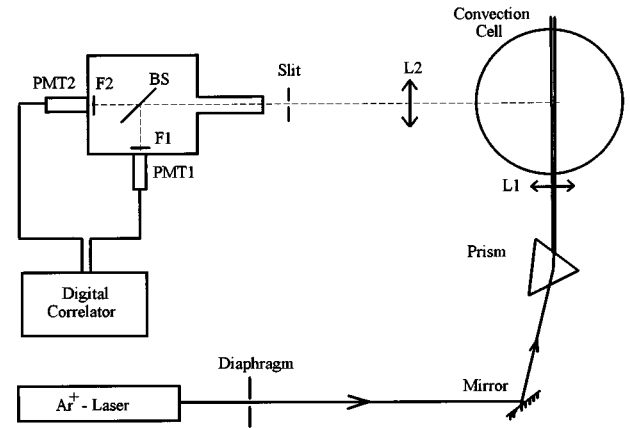 Convection
Cell
PMT2
F2
BS
Slit
L2
F1
PMT1
L1
Prism
Digital
Correlator
Diaphragm
Mirror
Ar+ - Laser